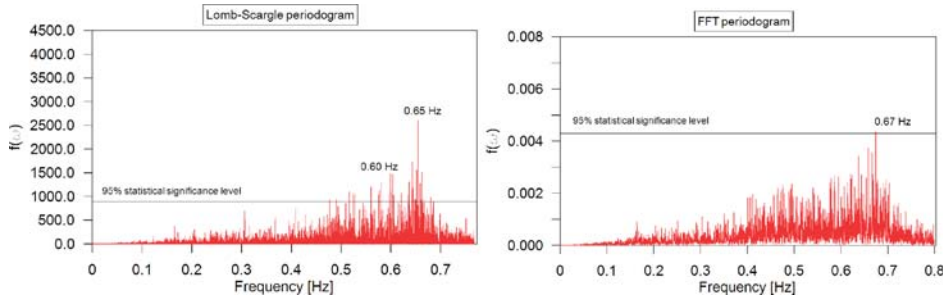 Lomb-Scargle periodogram
4500.0
4000.0
3500.0
3000.0
2500.0
2000.0
1500.0
1000.0
500.0
0.0
f(ω)
0.65 Hz
0.60 Hz
95% statistical significance level
0 0.1 0.2 0.3 0.4 0.5 0.6 0.7
Frequency [Hz]
FFT periodogram
0.008
0.006
0.004
0.002
0.000
f(ω)
95% statistical significance level
0.67 Hz
0 0.1 0.2 0.3 0.4 0.5 0.6 0.7 0.8
Frequency [Hz]